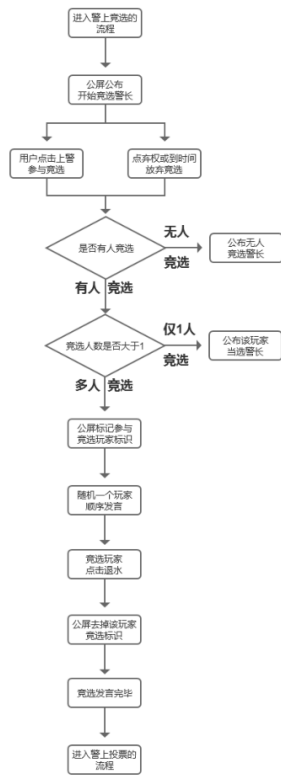 进入警上竞选的
流程
公屏公布
开始竞选警长
用户点击上警
参与竞选
点弃权或到时间
放弃竞选
是否有人竞选
无人
竞选
公布无人
竞选警长
有人 竞选
竞选人数是否大于1
仅1人
竞选
公布该玩家
当选警长
多人 竞选
公屏标记参与
竞选玩家标识
随机一个玩家
顺序发言
竞选玩家
点击退水
公屏去掉该玩家
竞选标识
竞选发言完毕
进入警上投票的
流程